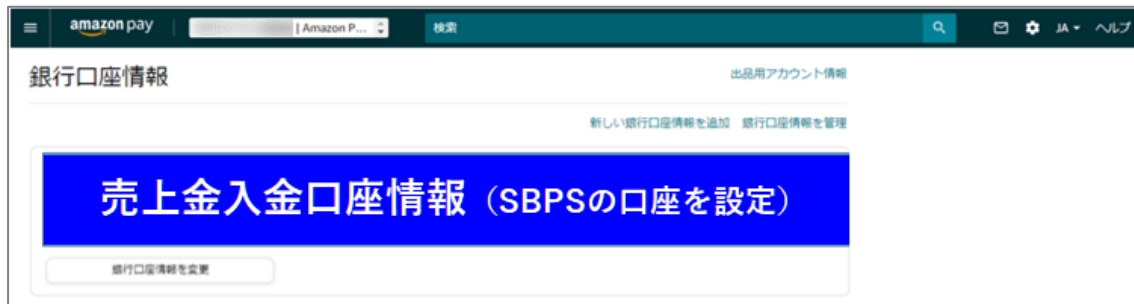 amazon pay | Amazon P... 検索 JA ヘルプ
銀行口座情報 出品用アカウント情報
新しい銀行口座情報を追加 銀行口座情報を管理
売上金入金口座情報（SBPSの口座を設定）
銀行口座情報を変更